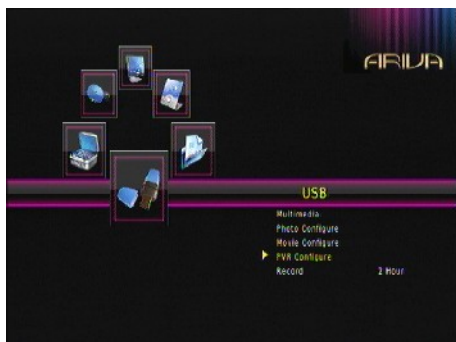 ARIVA
USB
Multimedia
Photo Configure
Movie Configure
PVR Configure
Record 2 Hour